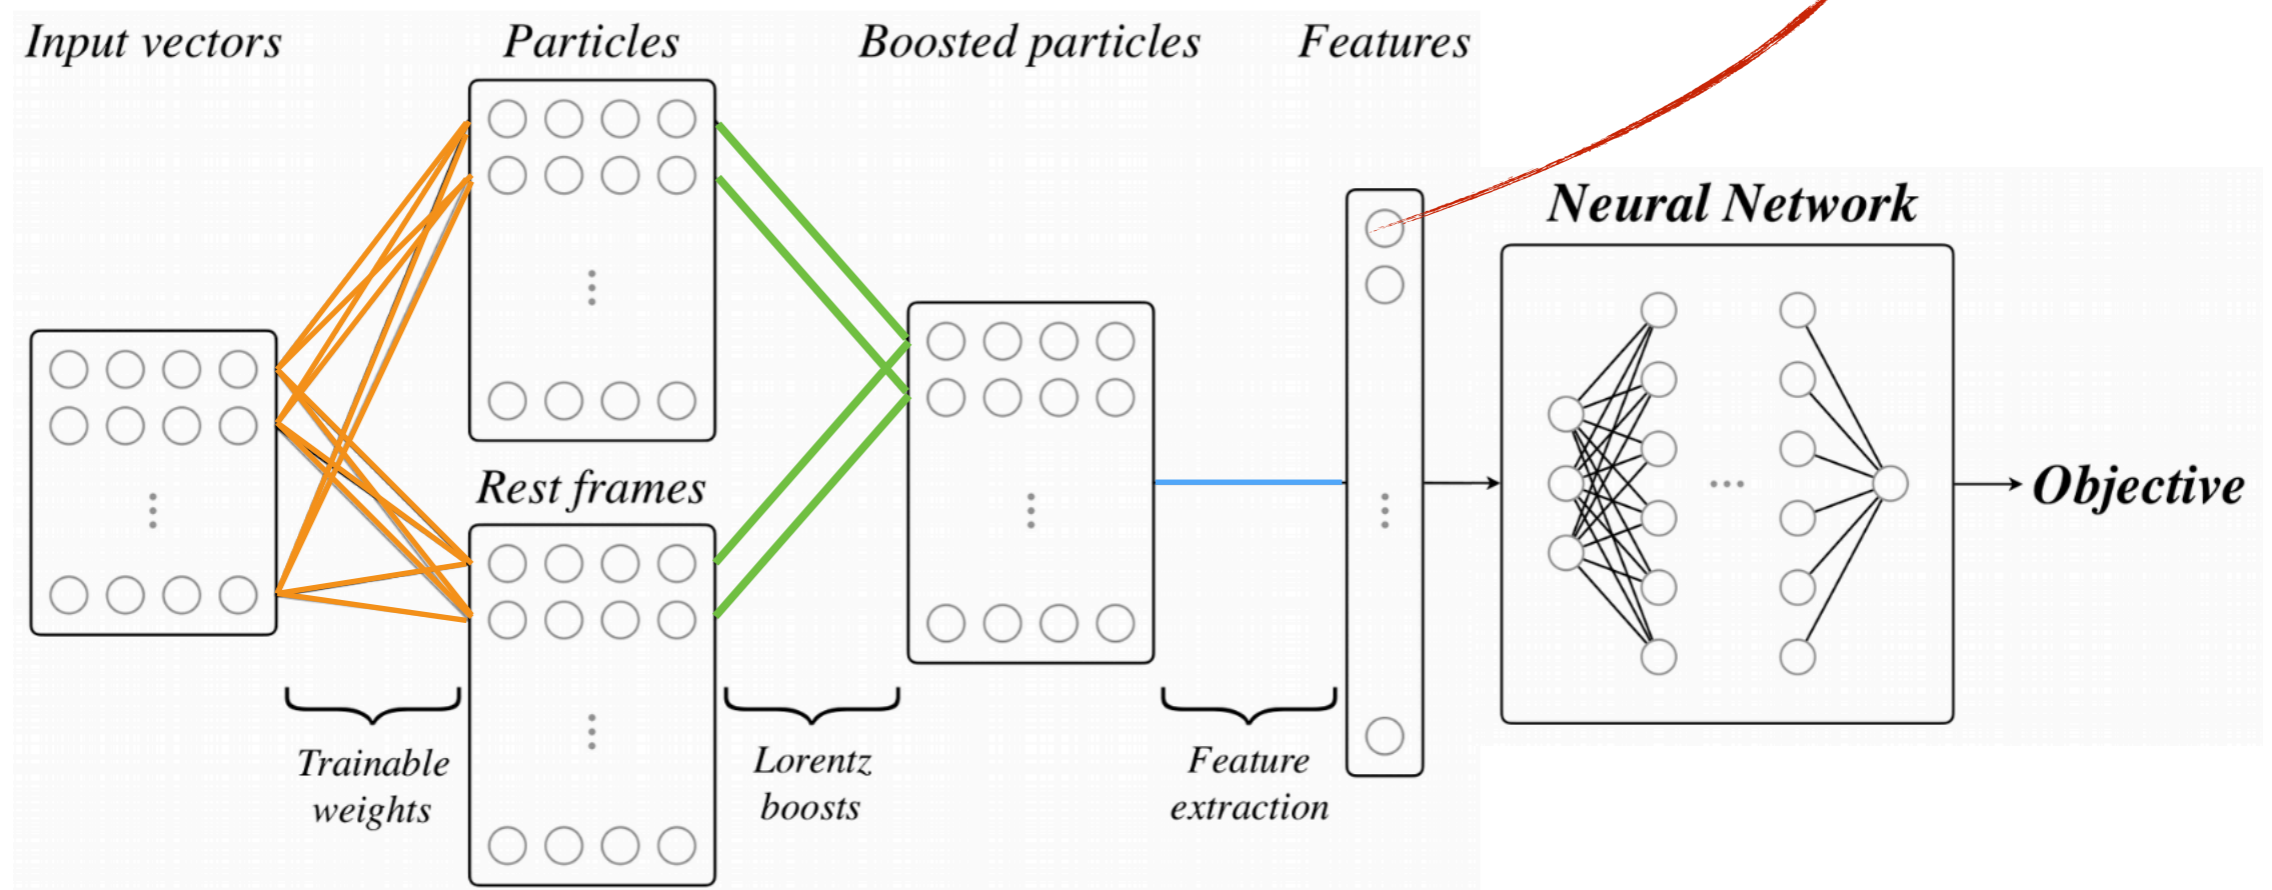 Input vectors
Particles
Boosted particles
Features
Neural Network
Rest frames
Objective
Trainable
weights
Lorentz
boosts
Feature
extraction